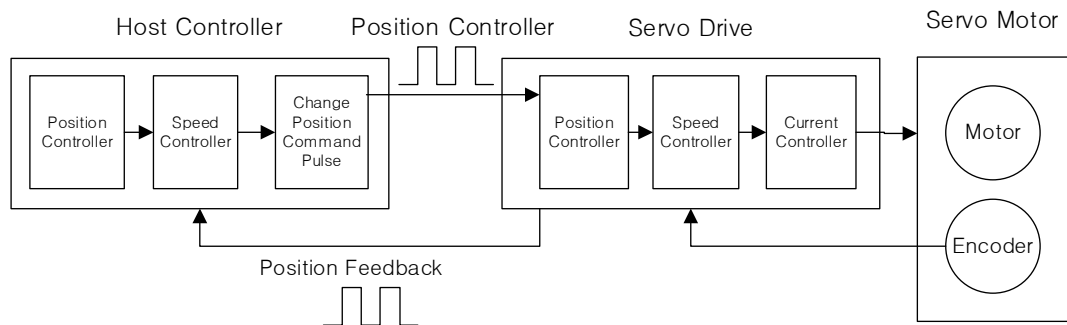 Host Controller
Position Controller
Servo Drive
Servo Motor
Position
Controller
Speed
Controller
Change
Position
Command
Pulse
Position
Controller
Speed
Controller
Current
Controller
Motor
Encoder
Position Feedback